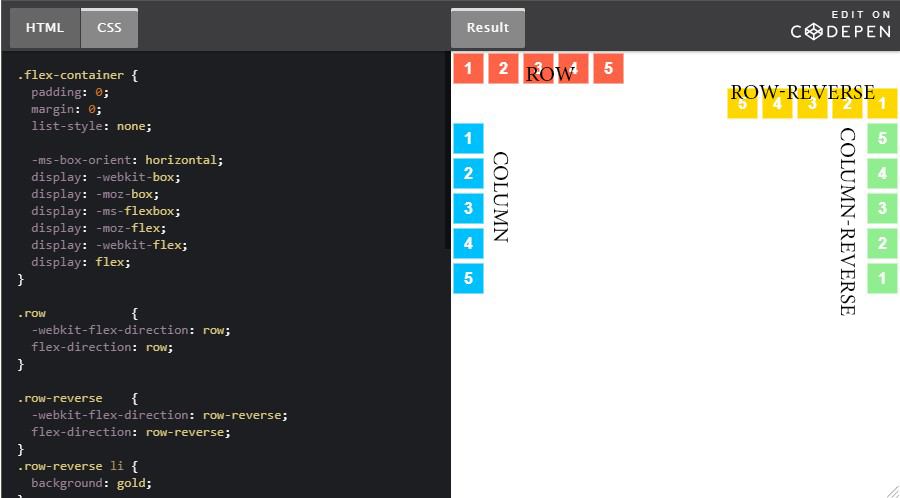 HTML CSS Result EDIT ON
CODEPEN
.flex-container {
padding: 0;
margin: 0;
list-style: none;
-ms-box-orient: horizontal;
display: -webkit-box;
display: -moz-box;
display: -ms-flexbox;
display: -moz-flex;
display: -webkit-flex;
display: flex;
}
.row {
-webkit-flex-direction: row;
flex-direction: row;
}
.row-reverse {
-webkit-flex-direction: row-reverse;
flex-direction: row-reverse;
}
.row-reverse li {
background: gold;
}
1 2 3 4 5
ROW
ROW-REVERSE
5 4 3 2 1
1
2
3
4
5
COLUMN
COLUMN-REVERSE
5
4
3
2
1